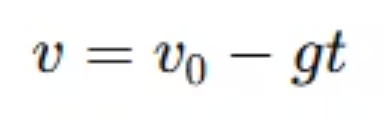 v = v₀ − gt